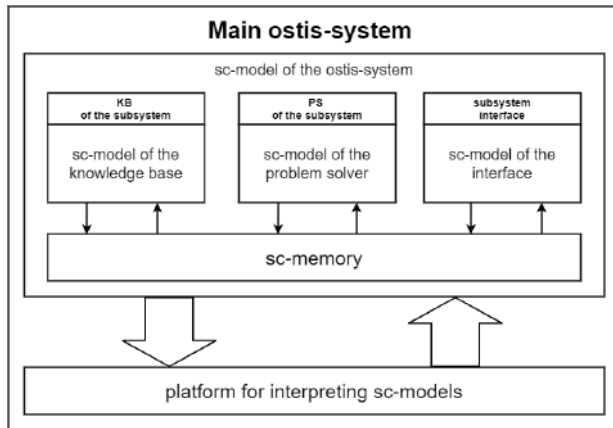 Main ostis-system
sc-model of the ostis-system
KB
of the subsystem
sc-model of the
knowledge base
PS
of the subsystem
sc-model of the
problem solver
subsystem
interface
sc-model of the
interface
sc-memory
platform for interpreting sc-models